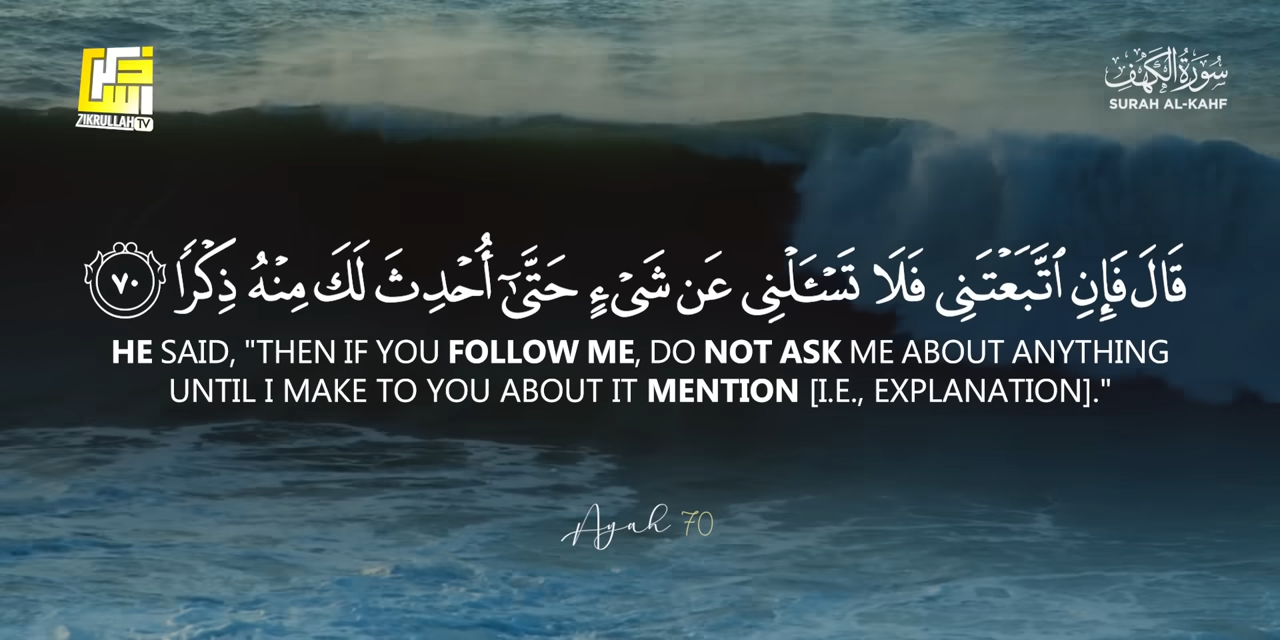 ZIKRULLAH TV
سُورَةُ الكَهْفِ
SURAH AL-KAHF
قَالَ فَإِنِ ٱتَّبَعْتَنِى فَلَا تَسْـَٔلْنِى عَن شَىْءٍ حَتَّىٰٓ أُحْدِثَ لَكَ مِنْهُ ذِكْرًا ٧٠
HE SAID, "THEN IF YOU FOLLOW ME, DO NOT ASK ME ABOUT ANYTHING
UNTIL I MAKE TO YOU ABOUT IT MENTION [I.E., EXPLANATION]."
Ayah 70